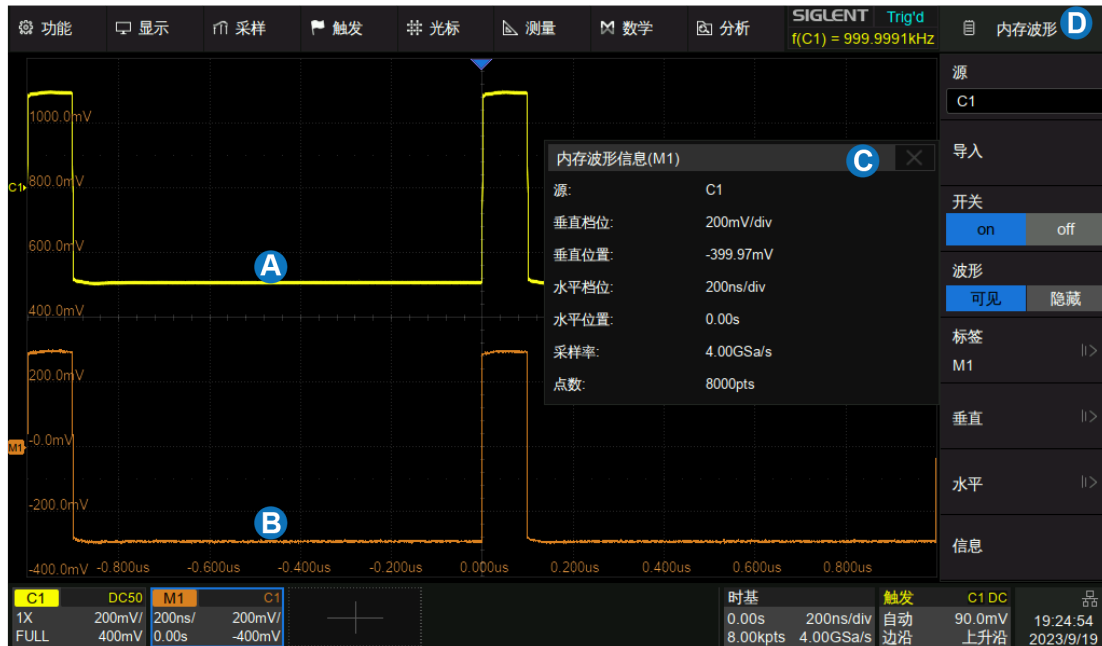 功能 显示 采样 触发 光标 测量 数学 分析 SIGLENT Trig'd
f(C1) = 999.9991kHz
内存波形 D
源
C1
导入
开关
on off
波形
可见 隐藏
标签
M1
垂直
水平
信息
1000.0mV
C1 800.0mV
600.0mV
A
400.0mV
200.0mV
M1 -0.0mV
-200.0mV
B
-400.0mV -0.800us -0.600us -0.400us -0.200us 0.000us 0.200us 0.400us 0.600us 0.800us
内存波形信息(M1) C
源: C1
垂直档位: 200mV/div
垂直位置: -399.97mV
水平档位: 200ns/div
水平位置: 0.00s
采样率: 4.00GSa/s
点数: 8000pts
C1 DC50
1X 200mV/
FULL 400mV
M1 C1
200ns/ 200mV/
0.00s -400mV
时基
0.00s 200ns/div
8.00kpts 4.00GSa/s
触发 C1 DC
自动 90.0mV
边沿 上升沿
19:24:54
2023/9/19